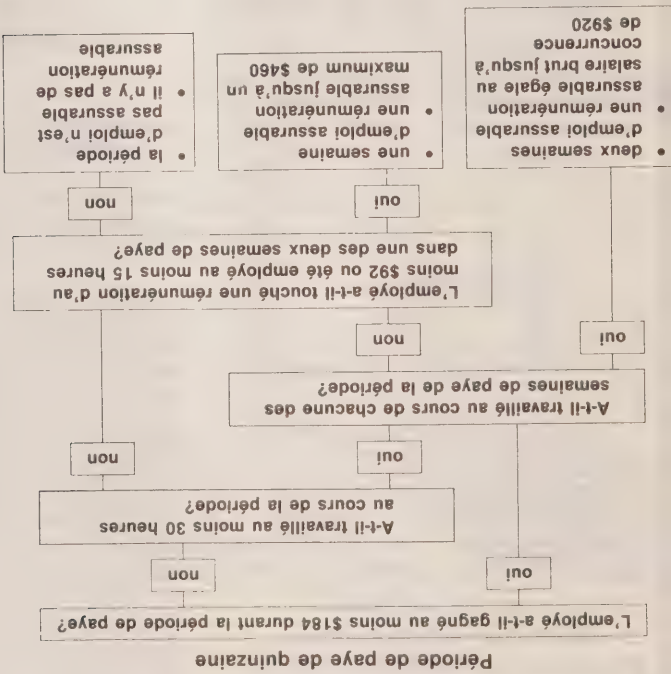 Période de paye de quinzaine
L'employé a-t-il gagné au moins $184 durant la période de paye?
oui
non
A-t-il travaillé au moins 30 heures
au cours de la période?
oui
non
A-t-il travaillé au cours de chacune des
semaines de paye de la période?
oui
non
L'employé a-t-il touché une rémunération d'au
moins $92 ou été employé au moins 15 heures
dans une des deux semaines de paye?
oui
non
• deux semaines
d'emploi assurable
• une rémunération
assurable égale au
salaire brut jusqu'à
concurrence
de $920
• une semaine
d'emploi assurable
• une rémunération
assurable jusqu'à un
maximum de $460
• la période
d'emploi n'est
pas assurable
• il n'y a pas de
rémunération
assurable